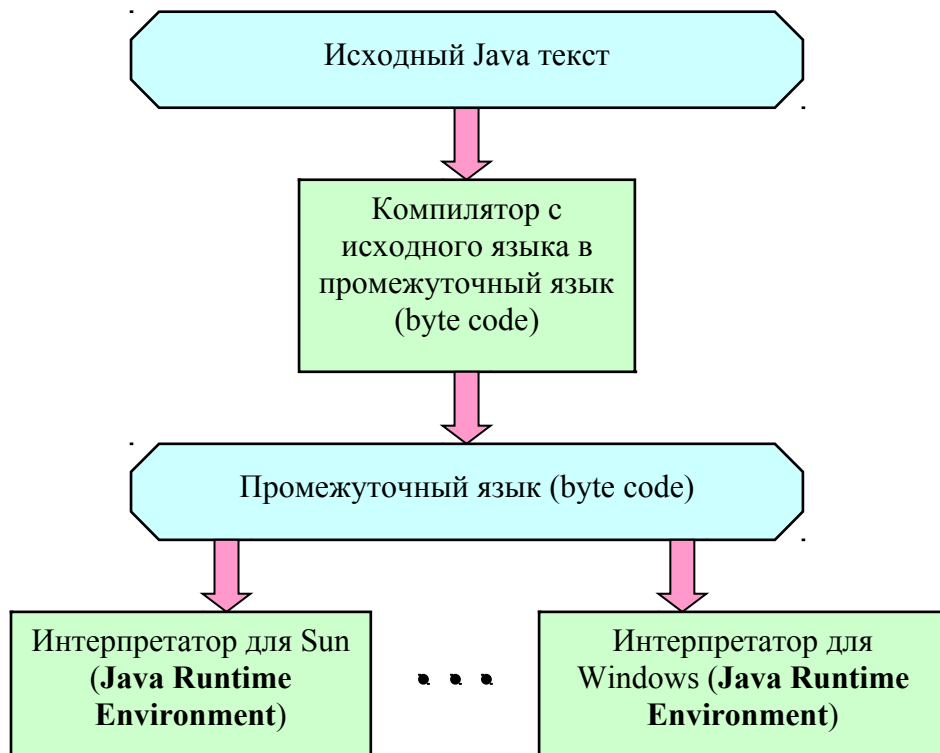 Исходный Java текст
Компилятор с
исходного языка в
промежуточный язык
(byte code)
Промежуточный язык (byte code)
Интерпретатор для Sun
(Java Runtime
Environment)
• • •
Интерпретатор для
Windows (Java Runtime
Environment)